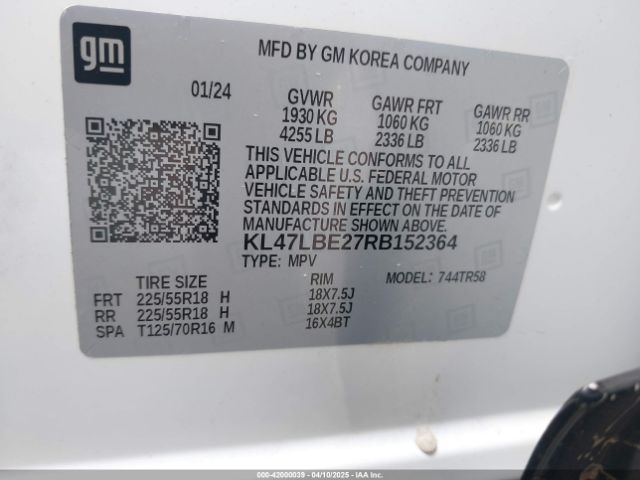 gm
MFD BY GM KOREA COMPANY
01/24
GVWR GAWR FRT GAWR RR
1930 KG 1060 KG 1060 KG
4255 LB 2336 LB 2336 LB
THIS VEHICLE CONFORMS TO ALL
APPLICABLE U.S. FEDERAL MOTOR
VEHICLE SAFETY AND THEFT PREVENTION
STANDARDS IN EFFECT ON THE DATE OF
MANUFACTURE SHOWN ABOVE
KL47LBE27RB152364
TYPE: MPV
MODEL: 744TR58
TIRE SIZE RIM
FRT 225/55R18 H 18X7.5J
RR 225/55R18 H 18X7.5J
SPA T125/70R16 M 16X4BT
000-42000039 / 04/10/2025 / IAAI.COM